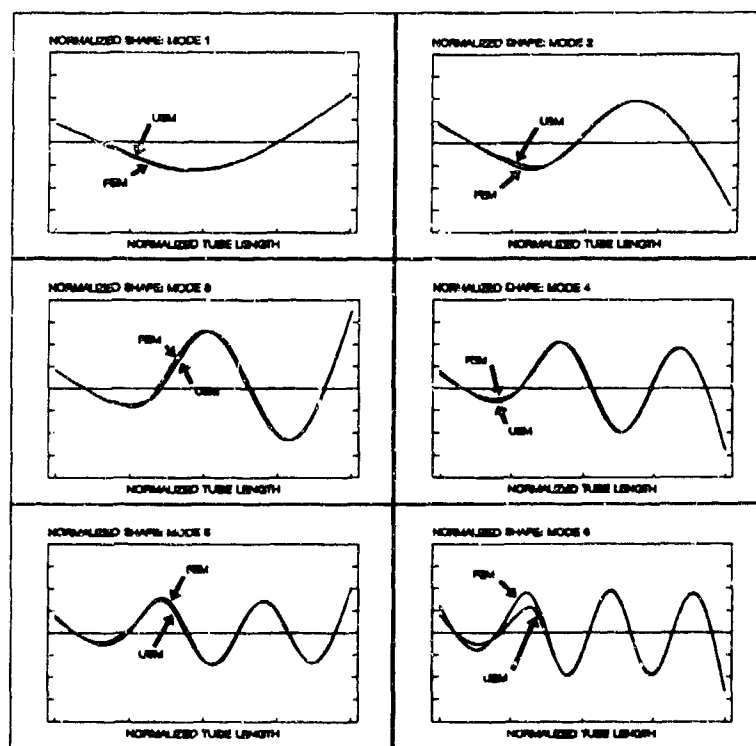 NORMALIZED SHAPE: MODE 1
USM
FEM
NORMALIZED TUBE LENGTH
NORMALIZED SHAPE: MODE 2
USM
FEM
NORMALIZED TUBE LENGTH
NORMALIZED SHAPE: MODE 3
FEM
USM
NORMALIZED TUBE LENGTH
NORMALIZED SHAPE: MODE 4
FEM
USM
NORMALIZED TUBE LENGTH
NORMALIZED SHAPE: MODE 5
FEM
USM
NORMALIZED TUBE LENGTH
NORMALIZED SHAPE: MODE 6
FEM
USM
NORMALIZED TUBE LENGTH